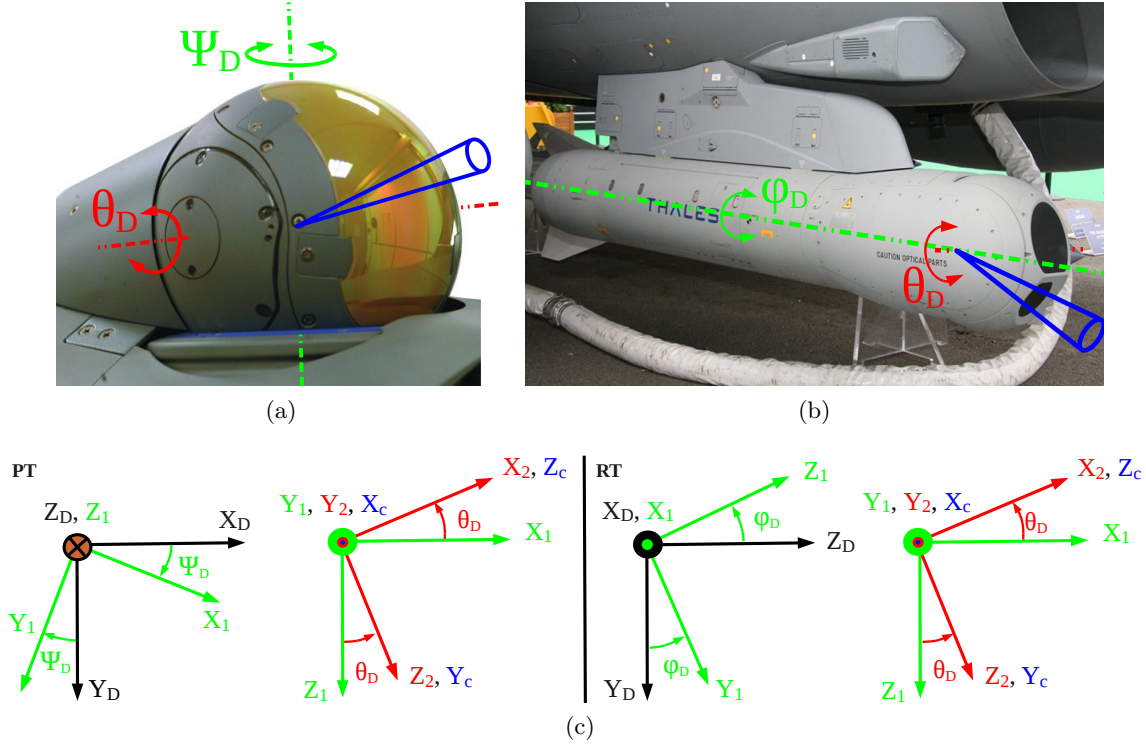 Ψ_D
θ_D
THALES
φ_D
CAUTION OPTICAL PARTS
θ_D
(a)
(b)
PT
Z_D, Z_1
X_D
Ψ_D
X_1
Y_1
Ψ_D
Y_D
Y_1, Y_2, X_c
X_2, Z_c
θ_D
X_1
θ_D
Z_2, Y_c
Z_1
RT
X_D, X_1
Z_1
φ_D
Z_D
φ_D
Y_D
Y_1
Y_1, Y_2, X_c
X_2, Z_c
θ_D
X_1
θ_D
Z_2, Y_c
Z_1
(c)